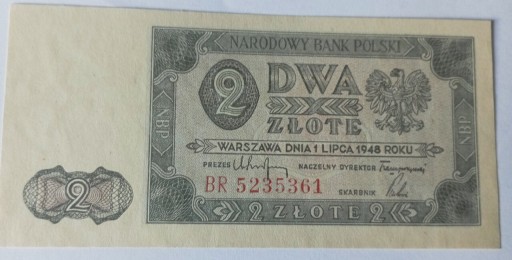 NARODOWY BANK POLSKI
2 DWA
ZŁOTE
NBP
NBP
WARSZAWA DNIA 1 LIPCA 1948 ROKU
PREZES NACZELNY DYREKTOR
BR 5235361 SKARBNIK
2
2 ZŁOTE 2